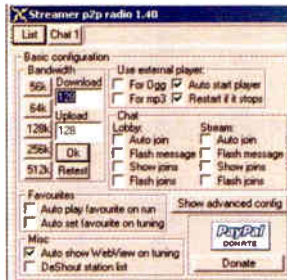 Streamer p2p radio 1.40
List Chat 1
Basic configuration
Bandwidth
Download
56k
128
64k
Upload
128k
128
256k
Ok
512k
Retest
Use external player:
For Ogg Auto start player
For mp3 Restart if it stops
Chat
Lobby: Stream:
Auto join Auto join
Flash message Flash message
Show joins Show joins
Flash joins Flash joins
Favourites
Auto play favourite on run
Auto set favourite on tuning
Show advanced config
Misc
Auto show WebView on tuning
DeShout station list
PayPal
DONATE
Donate